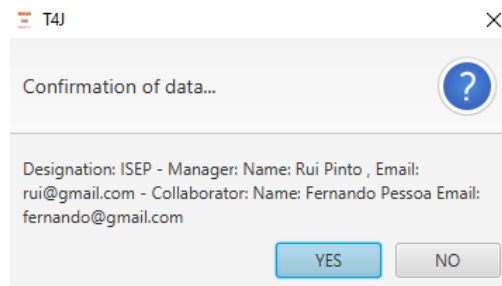 T4J
Confirmation of data...
Designation: ISEP - Manager: Name: Rui Pinto , Email:
rui@gmail.com - Collaborator: Name: Fernando Pessoa Email:
fernando@gmail.com
YES NO